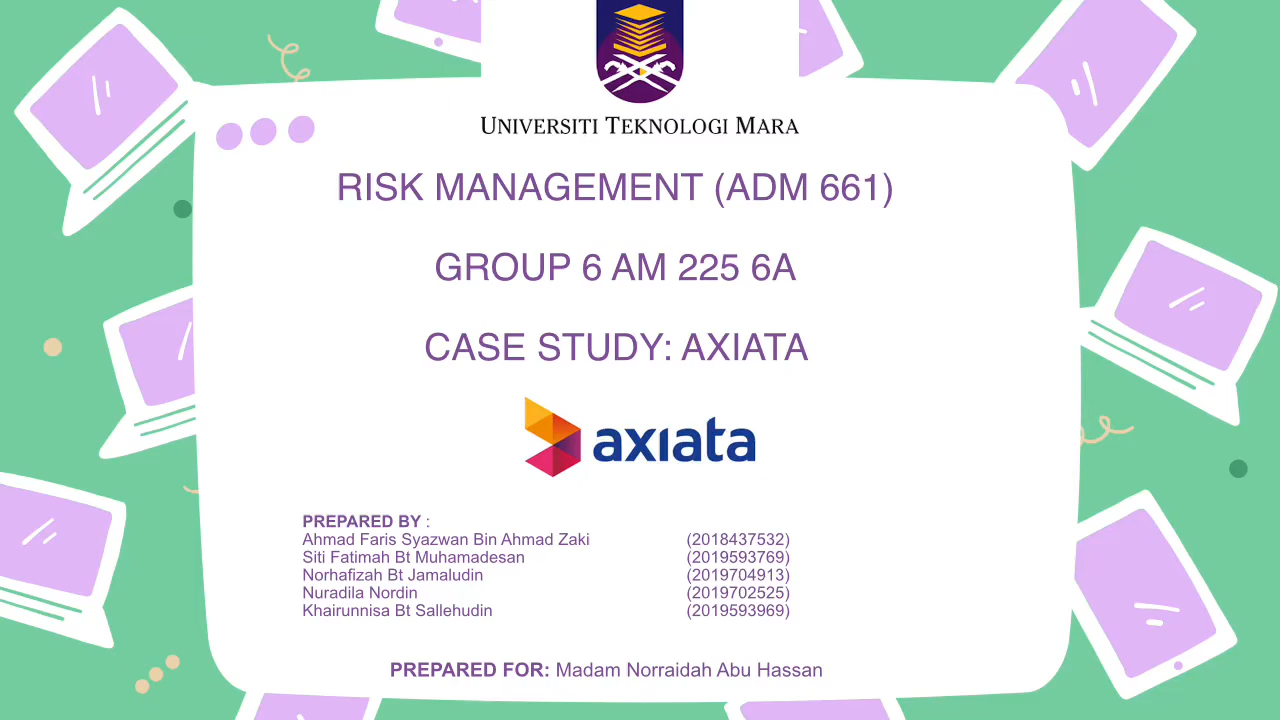 UNIVERSITI TEKNOLOGI MARA
RISK MANAGEMENT (ADM 661)
GROUP 6 AM 225 6A
CASE STUDY: AXIATA
axiata
PREPARED BY :
Ahmad Faris Syazwan Bin Ahmad Zaki (2018437532)
Siti Fatimah Bt Muhamadesan (2019593769)
Norhafizah Bt Jamaludin (2019704913)
Nuradila Nordin (2019702525)
Khairunnisa Bt Sallehudin (2019593969)
PREPARED FOR: Madam Norraidah Abu Hassan